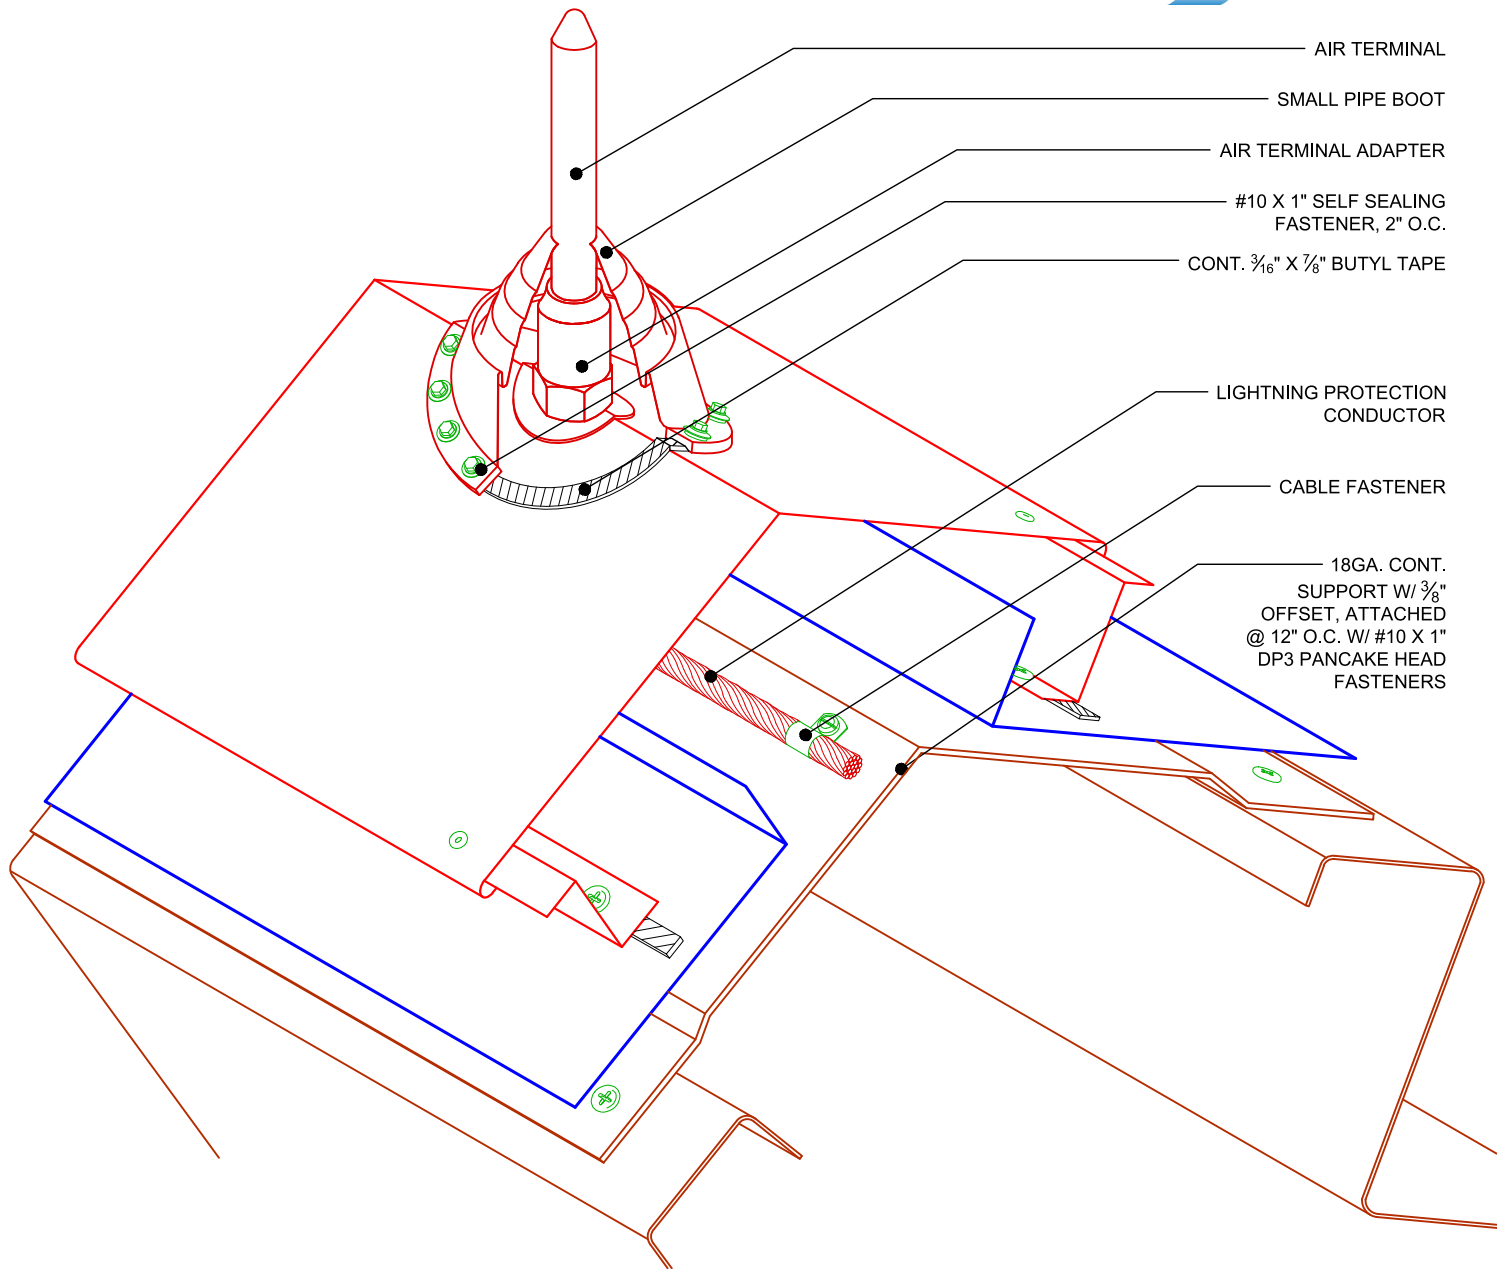 AIR TERMINAL
SMALL PIPE BOOT
AIR TERMINAL ADAPTER
#10 X 1" SELF SEALING
FASTENER, 2" O.C.
CONT. 3⁄16" X 7⁄8" BUTYL TAPE
LIGHTNING PROTECTION
CONDUCTOR
CABLE FASTENER
18GA. CONT.
SUPPORT W/ 3⁄8"
OFFSET, ATTACHED
@ 12" O.C. W/ #10 X 1"
DP3 PANCAKE HEAD
FASTENERS